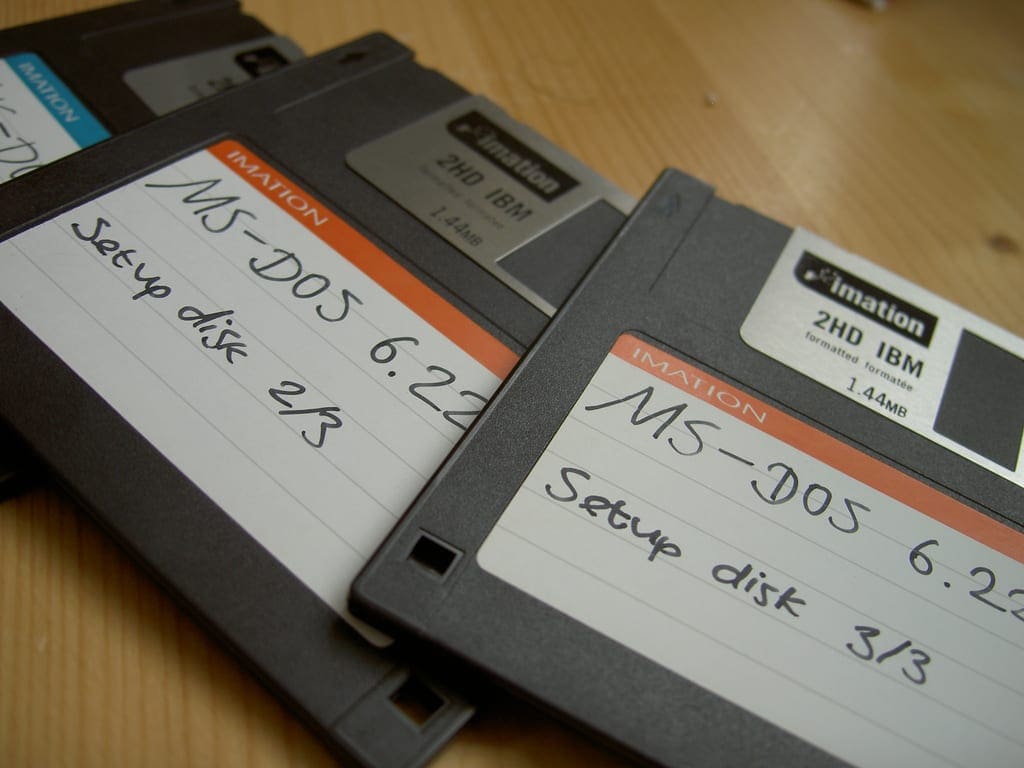 IMATION
imation
2HD IBM
1.44MB
IMATION
MS-DOS 6.22
Setup disk 2/3
imation
2HD IBM
formatted formatée
1.44MB
IMATION
MS-DOS 6.22
Setup disk 3/3